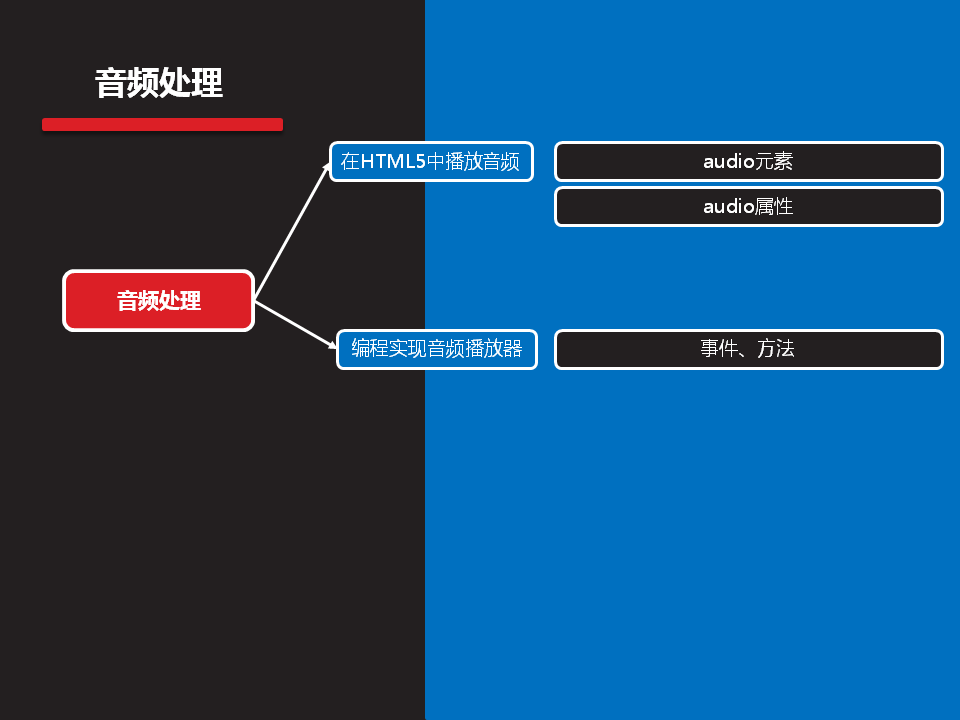 音频处理
在HTML5中播放音频
audio元素
audio属性
音频处理
编程实现音频播放器
事件、方法